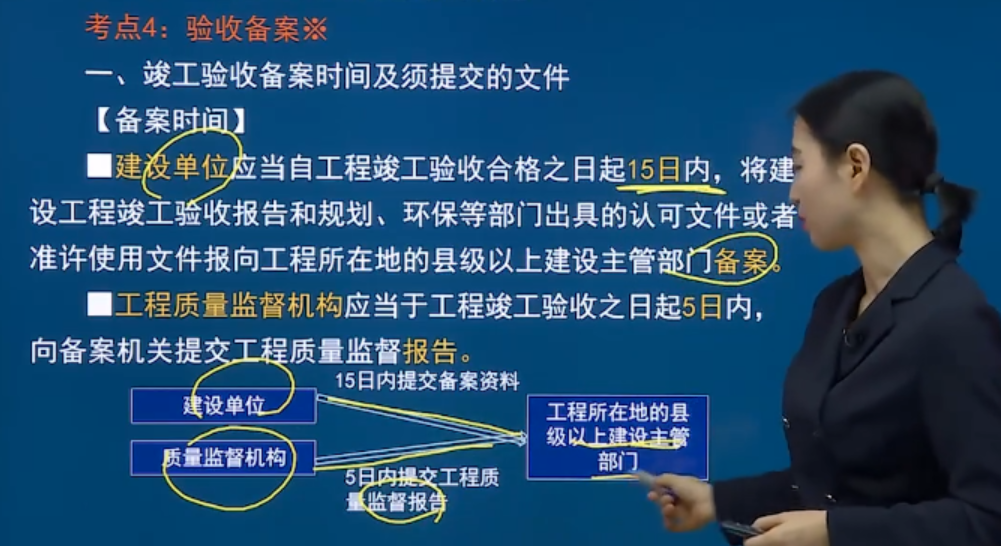 考点4：验收备案※
一、竣工验收备案时间及须提交的文件
【备案时间】
■建设单位应当自工程竣工验收合格之日起15日内，将建
设工程竣工验收报告和规划、环保等部门出具的认可文件或者
准许使用文件报向工程所在地的县级以上建设主管部门备案。
■工程质量监督机构应当于工程竣工验收之日起5日内，
向备案机关提交工程质量监督报告。
15日内提交备案资料
建设单位
工程所在地的县
级以上建设主管
部门
质量监督机构
5日内提交工程质
量监督报告